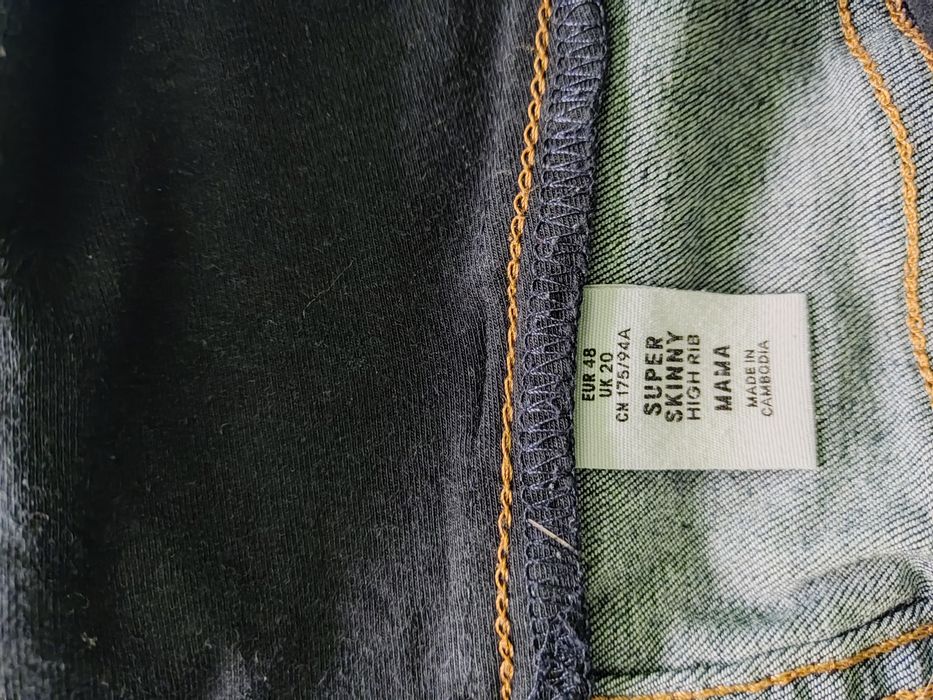 EUR 48
UK 20
CN 175/94A
SUPER
SKINNY
HIGH RIB
MAMA
MADE IN
CAMBODIA